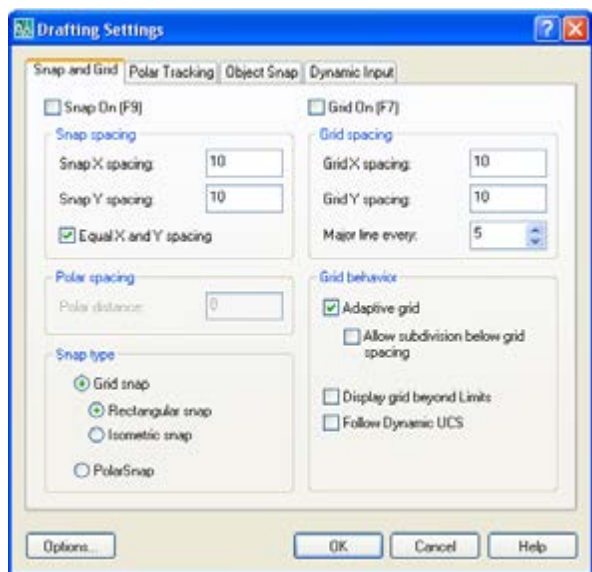 Drafting Settings
Snap and Grid
Polar Tracking
Object Snap
Dynamic Input
Snap On (F9)
Snap spacing
Snap X spacing: 10
Snap Y spacing: 10
Equal X and Y spacing
Polar spacing
Polar distance: 0
Snap type
Grid snap
Rectangular snap
Isometric snap
PolarSnap
Grid On (F7)
Grid spacing
Grid X spacing: 10
Grid Y spacing: 10
Major line every: 5
Grid behavior
Adaptive grid
Allow subdivision below grid
spacing
Display grid beyond Limits
Follow Dynamic UCS
Options...
OK
Cancel
Help